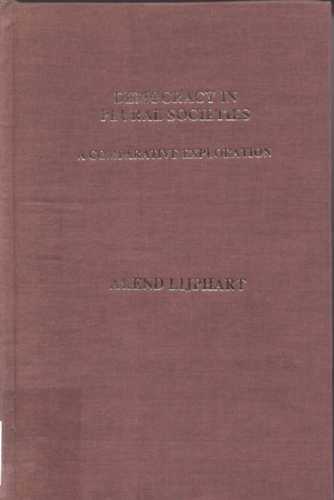 DEMOCRACY IN
PLURAL SOCIETIES
A COMPARATIVE EXPLORATION
AREND LIJPHART